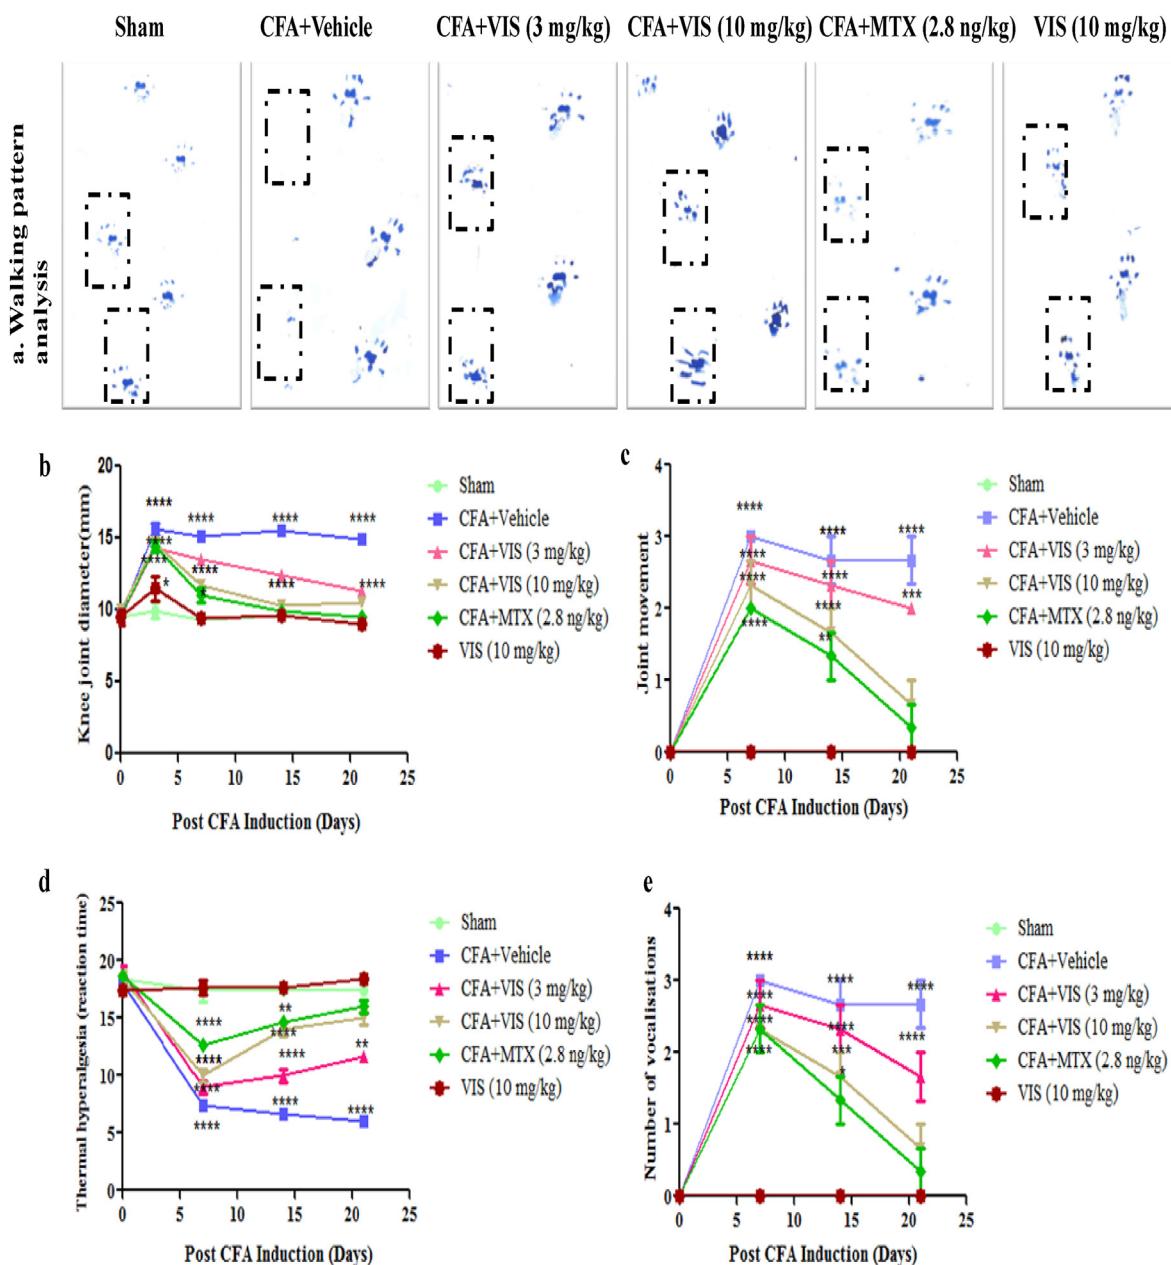 Sham CFA+Vehicle CFA+VIS (3 mg/kg) CFA+VIS (10 mg/kg) CFA+MTX (2.8 ng/kg) VIS (10 mg/kg)
a. Walking pattern
analysis
b
Knee joint diameter(mm)
20
15
10
5
0
**** **** **** ****
**** **** **** ****
**** * *
0 5 10 15 20 25
Post CFA Induction (Days)
Sham
CFA+Vehicle
CFA+VIS (3 mg/kg)
CFA+VIS (10 mg/kg)
CFA+MTX (2.8 ng/kg)
VIS (10 mg/kg)
c
Joint movement
4
3
2
1
0
**** **** ****
**** **** ***
**** ****
**** **
0 5 10 15 20 25
Post CFA Induction (Days)
Sham
CFA+Vehicle
CFA+VIS (3 mg/kg)
CFA+VIS (10 mg/kg)
CFA+MTX (2.8 ng/kg)
VIS (10 mg/kg)
d
Thermal hyperalgesia (reaction time)
25
20
15
10
5
0
**** **
**** ****
**** **** **
**** **** ****
0 5 10 15 20 25
Post CFA Induction (Days)
Sham
CFA+Vehicle
CFA+VIS (3 mg/kg)
CFA+VIS (10 mg/kg)
CFA+MTX (2.8 ng/kg)
VIS (10 mg/kg)
e
Number of vocalisations
4
3
2
1
0
**** **** ****
**** **** ****
**** ***
**** *
0 5 10 15 20 25
Post CFA Induction (Days)
Sham
CFA+Vehicle
CFA+VIS (3 mg/kg)
CFA+VIS (10 mg/kg)
CFA+MTX (2.8 ng/kg)
VIS (10 mg/kg)